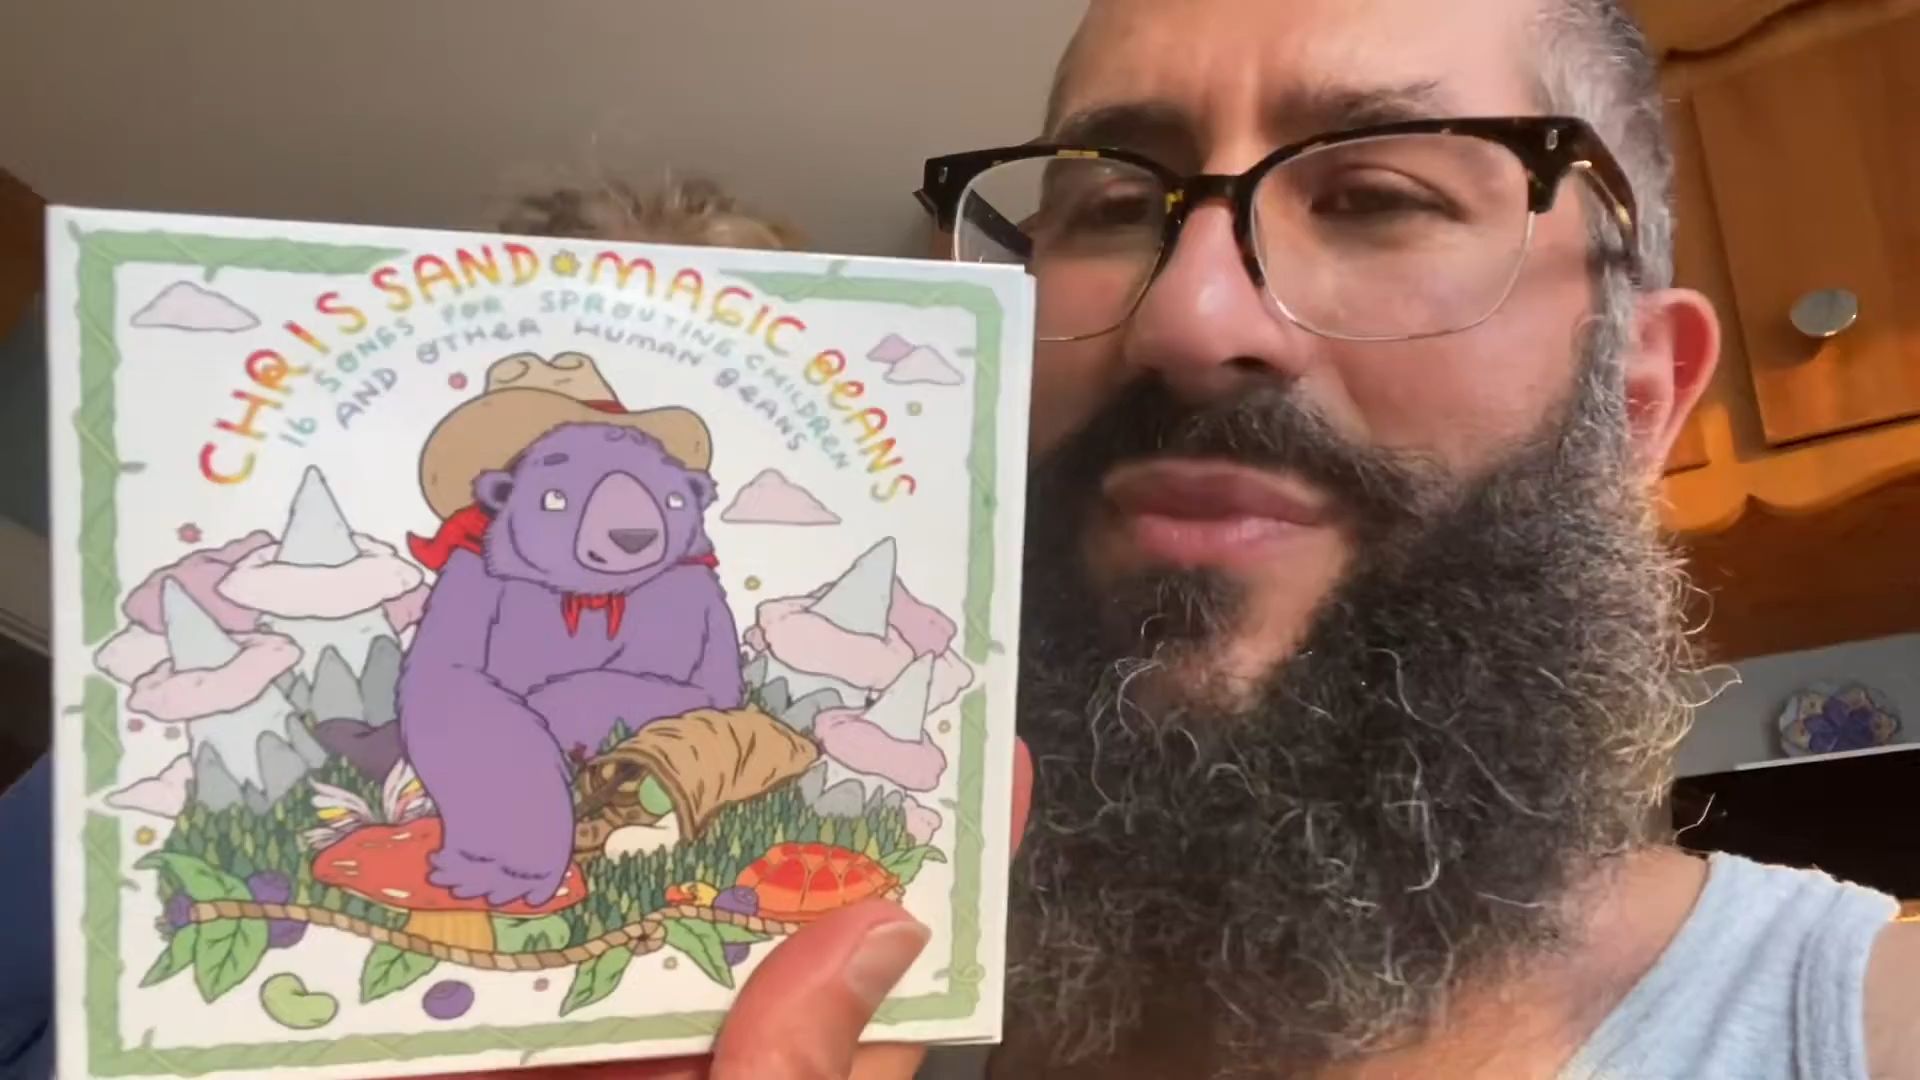 CHRIS SAND MAGIC BEANS
16 SONGS FOR SPROUTING CHILDREN
AND OTHER HUMAN BEANS